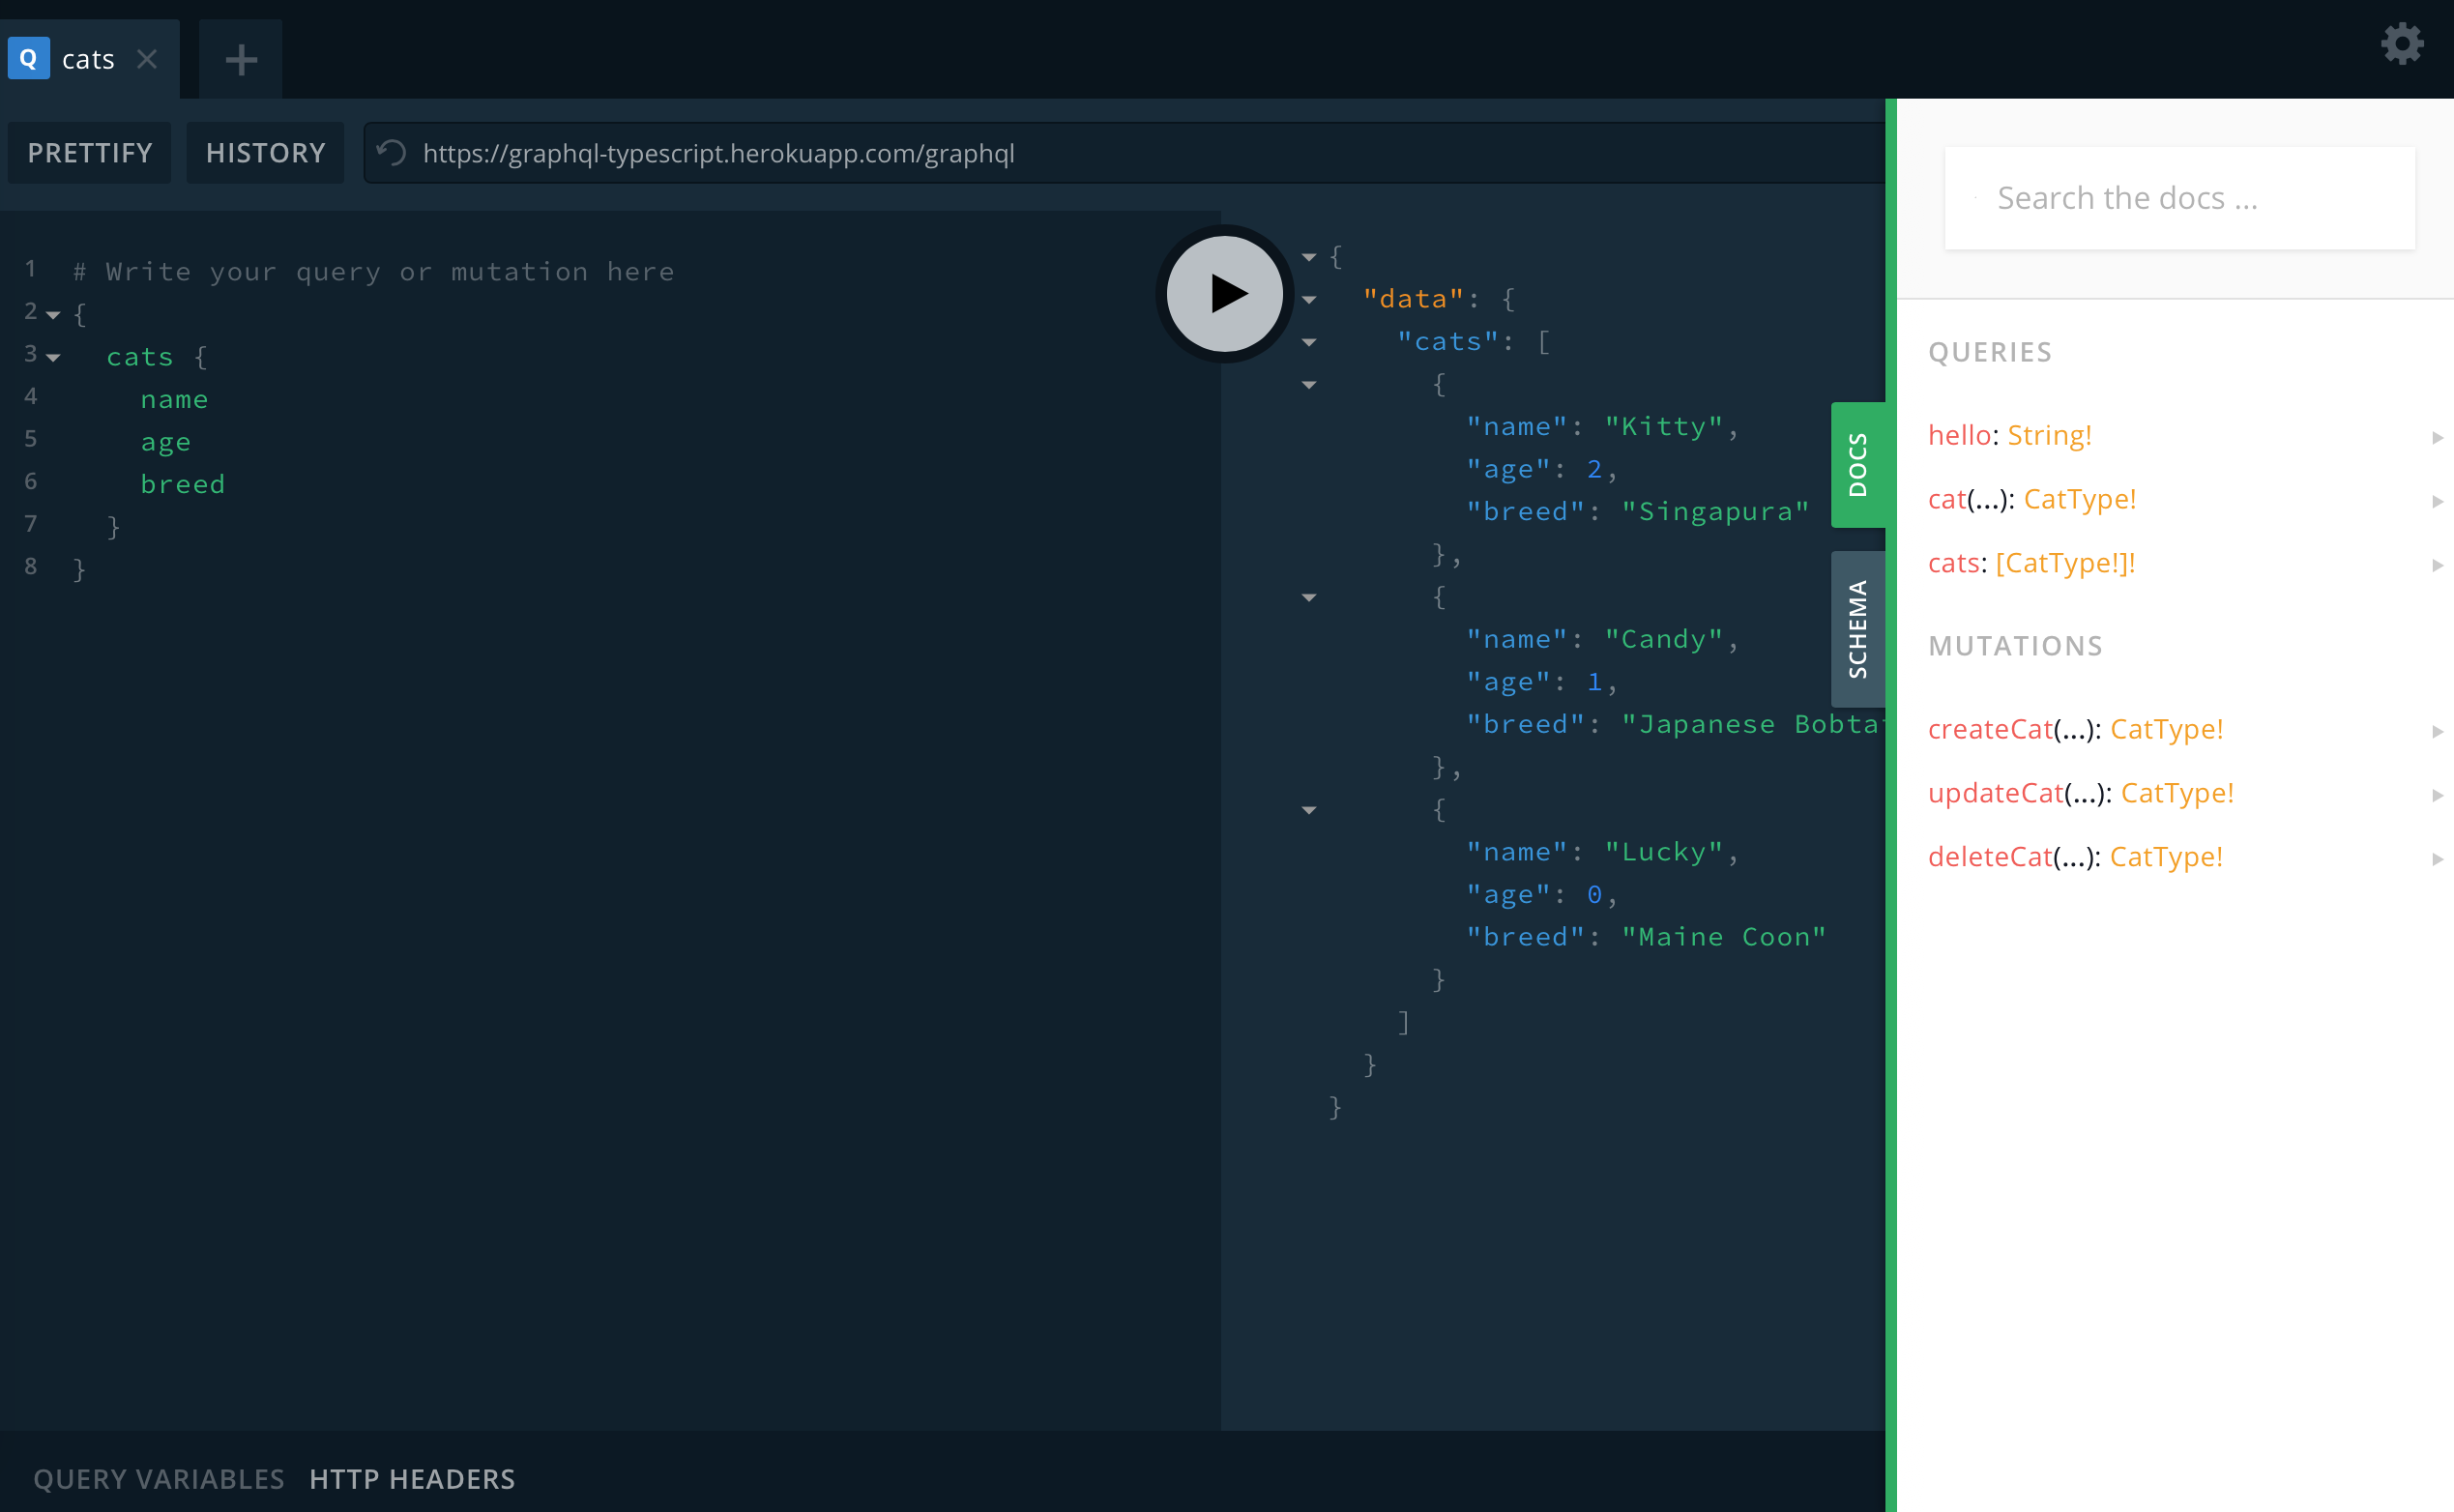 Q cats
PRETTIFY HISTORY https://graphql-typescript.herokuapp.com/graphql
1 # Write your query or mutation here
2 {
3 cats {
4 name
5 age
6 breed
7 }
8 }
{
"data": {
"cats": [
{
"name": "Kitty",
"age": 2,
"breed": "Singapura"
},
{
"name": "Candy",
"age": 1,
"breed": "Japanese
},
{
"name": "Lucky",
"age": 0,
"breed": "Maine Coon"
}
]
}
}
DOCS
SCHEMA
Search the docs ...
QUERIES
hello: String!
cat(...): CatType!
cats: [CatType!]!
MUTATIONS
createCat(...): CatType!
updateCat(...): CatType!
deleteCat(...): CatType!
QUERY VARIABLES HTTP HEADERS